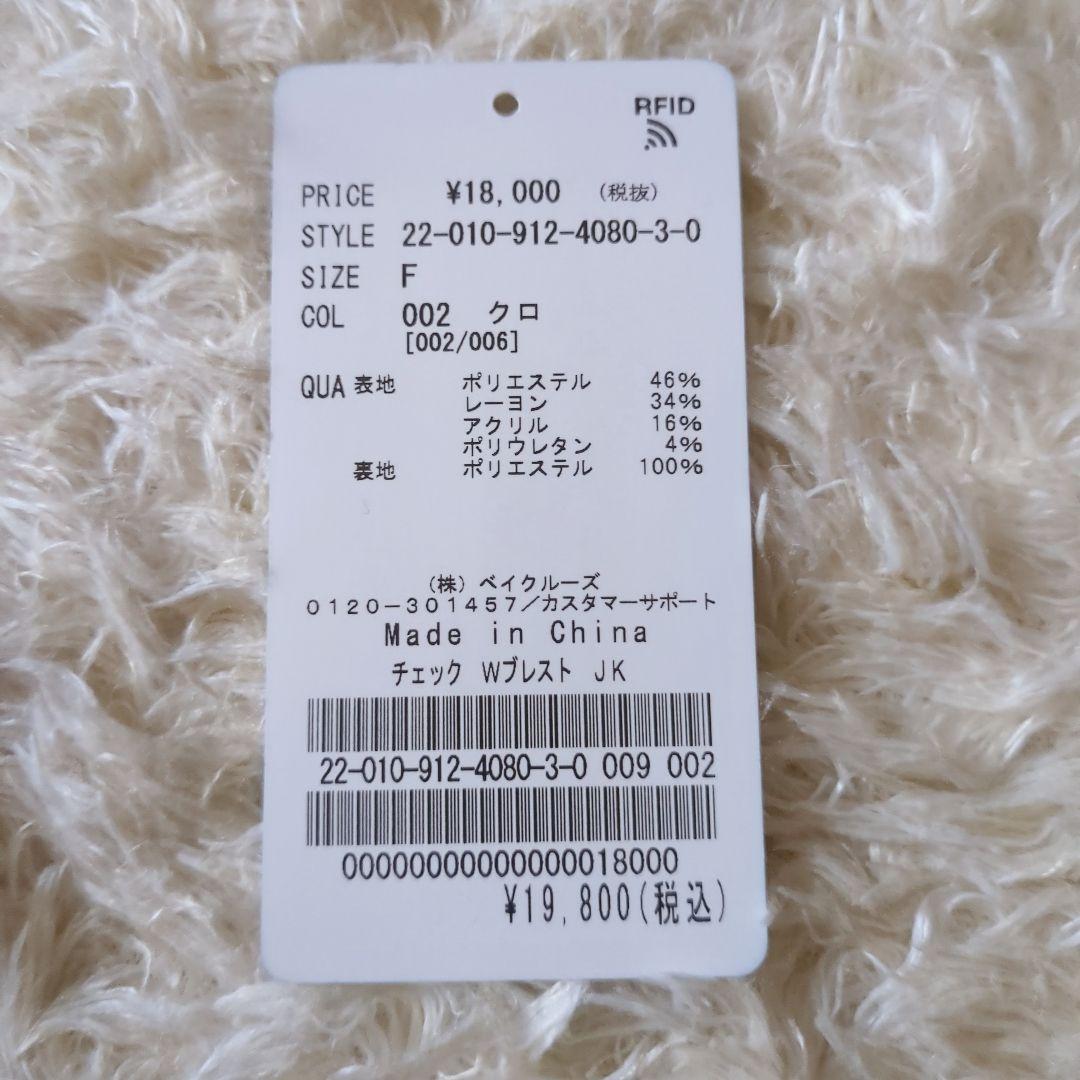 RFID
PRICE ¥18,000 (税抜)
STYLE 22-010-912-4080-3-0
SIZE F
COL 002 クロ
[002/006]
QUA 表地 ポリエステル 46%
レーヨン 34%
アクリル 16%
ポリウレタン 4%
裏地 ポリエステル 100%
(株) ベイクルーズ
0120-301457/カスタマーサポート
Made in China
チェック Wブレスト JK
22-010-912-4080-3-0 009 002
00000000000000018000
¥19,800(税込)